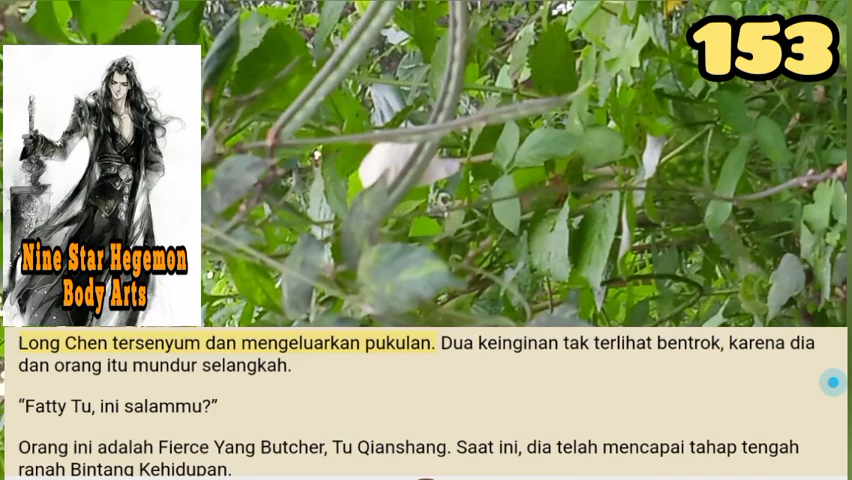 153
Nine Star Hegemon
Body Arts
Long Chen tersenyum dan mengeluarkan pukulan. Dua keinginan tak terlihat bentrok, karena dia
dan orang itu mundur selangkah.
“Fatty Tu, ini salammu?”
Orang ini adalah Fierce Yang Butcher, Tu Qianshang. Saat ini, dia telah mencapai tahap tengah
ranah Bintang Kehidupan.